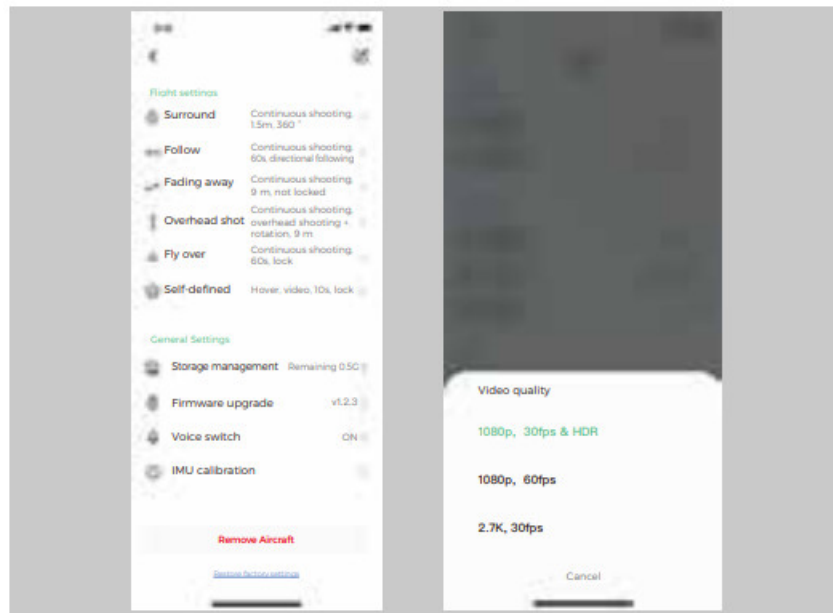 Flight settings
Surround
Continuous shooting,
1.5m, 360 °
Follow
Continuous shooting,
60s, directional following
Fading away
Continuous shooting,
9 m, not locked
Overhead shot
Continuous shooting,
overhead shooting +
rotation, 9 m
Fly over
Continuous shooting,
60s, lock
Self-defined
Hover, video, 10s, lock
General Settings
Storage management
Remaining 0.5G
Firmware upgrade
v1.2.3
Voice switch
ON
IMU calibration
Remove Aircraft
Restore factory settings
Video quality
1080p, 30fps & HDR
1080p, 60fps
2.7K, 30fps
Cancel